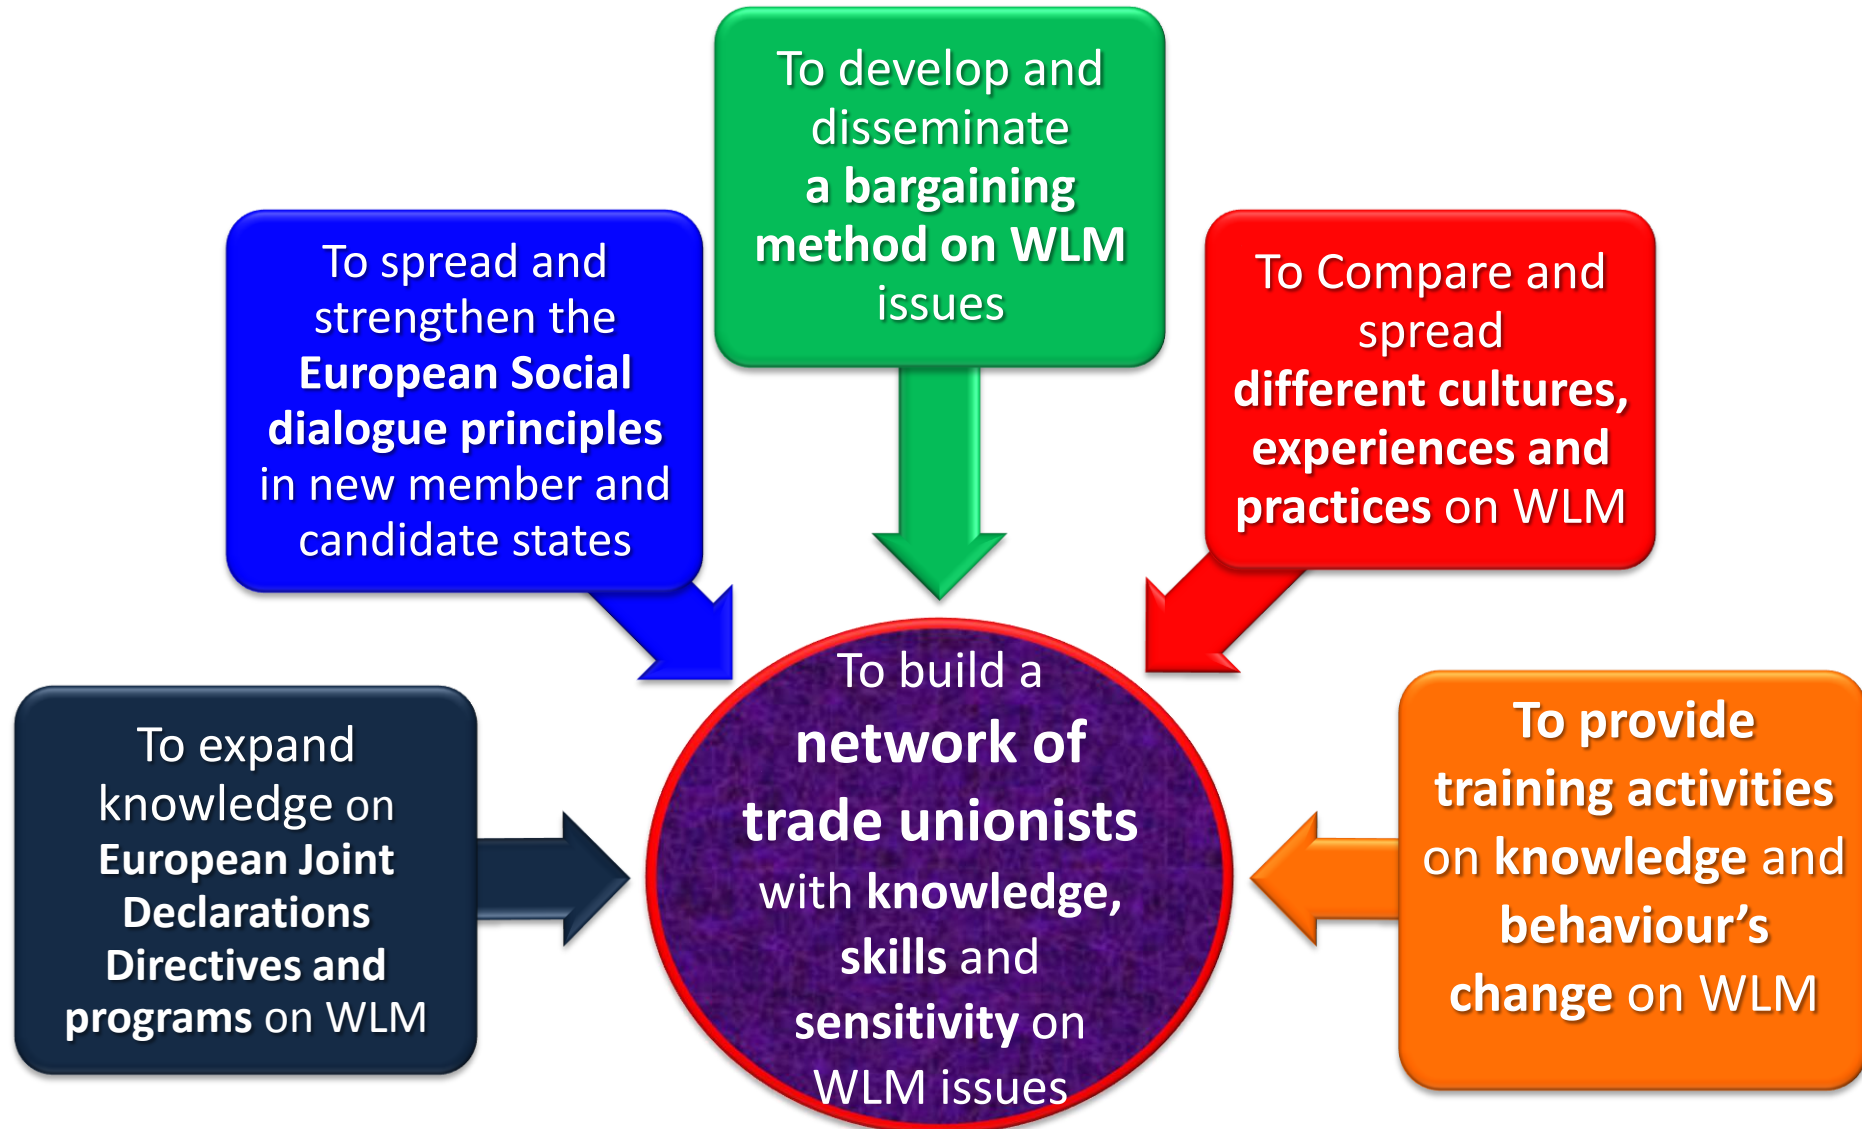 To develop and
disseminate
a bargaining
method on WLM
issues
To spread and
strengthen the
European Social
dialogue principles
in new member and
candidate states
To Compare and
spread
different cultures,
experiences and
practices on WLM
To expand
knowledge on
European Joint
Declarations
Directives and
programs on WLM
To build a
network of
trade unionists
with knowledge,
skills and
sensitivity on
WLM issues
To provide
training activities
on knowledge and
behaviour’s
change on WLM